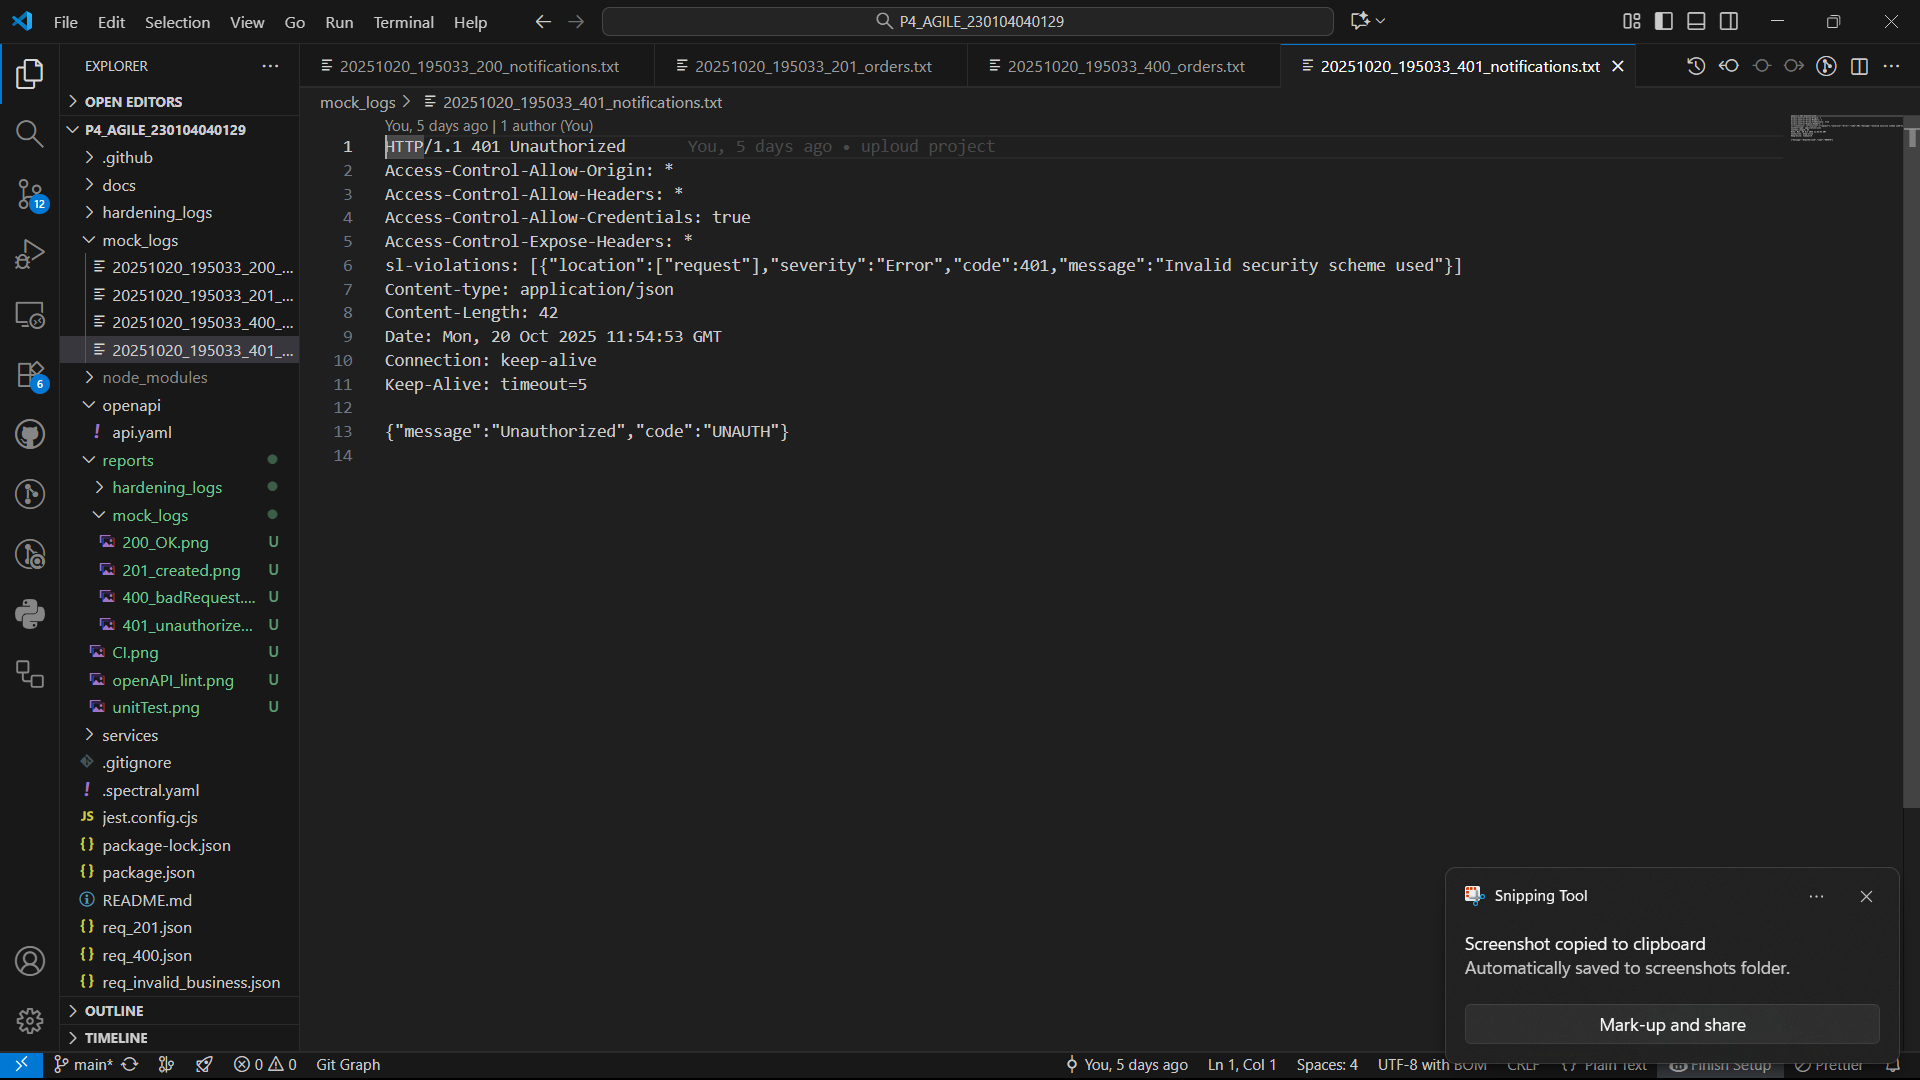 File Edit Selection View Go Run Terminal Help
P4_AGILE_230104040129
EXPLORER
OPEN EDITORS
P4_AGILE_230104040129
.github
docs
hardening_logs
mock_logs
20251020_195033_200_...
20251020_195033_201_...
20251020_195033_400_...
20251020_195033_401_...
node_modules
openapi
api.yaml
reports
hardening_logs
mock_logs
200_OK.png U
201_created.png U
400_badRequest.... U
401_unauthorize... U
CI.png U
openAPI_lint.png U
unitTest.png U
services
.gitignore
.spectral.yaml
JS jest.config.cjs
{} package-lock.json
{} package.json
README.md
{} req_201.json
{} req_400.json
{} req_invalid_business.json
OUTLINE
TIMELINE
12
6
20251020_195033_200_notifications.txt
20251020_195033_201_orders.txt
20251020_195033_400_orders.txt
20251020_195033_401_notifications.txt
mock_logs > 20251020_195033_401_notifications.txt
You, 5 days ago | 1 author (You)
1 HTTP/1.1 401 Unauthorized You, 5 days ago • uploud project
2 Access-Control-Allow-Origin: *
3 Access-Control-Allow-Headers: *
4 Access-Control-Allow-Credentials: true
5 Access-Control-Expose-Headers: *
6 sl-violations: [{"location":["request"],"severity":"Error","code":401,"message":"Invalid security scheme used"}]
7 Content-type: application/json
8 Content-Length: 42
9 Date: Mon, 20 Oct 2025 11:54:53 GMT
10 Connection: keep-alive
11 Keep-Alive: timeout=5
12
13 {"message":"Unauthorized","code":"UNAUTH"}
14
Snipping Tool
Screenshot copied to clipboard
Automatically saved to screenshots folder.
Mark-up and share
main* 0 0 Git Graph
You, 5 days ago Ln 1, Col 1 Spaces: 4 UTF-8 with BOM CRLF {} Plain Text Finish Setup Prettier